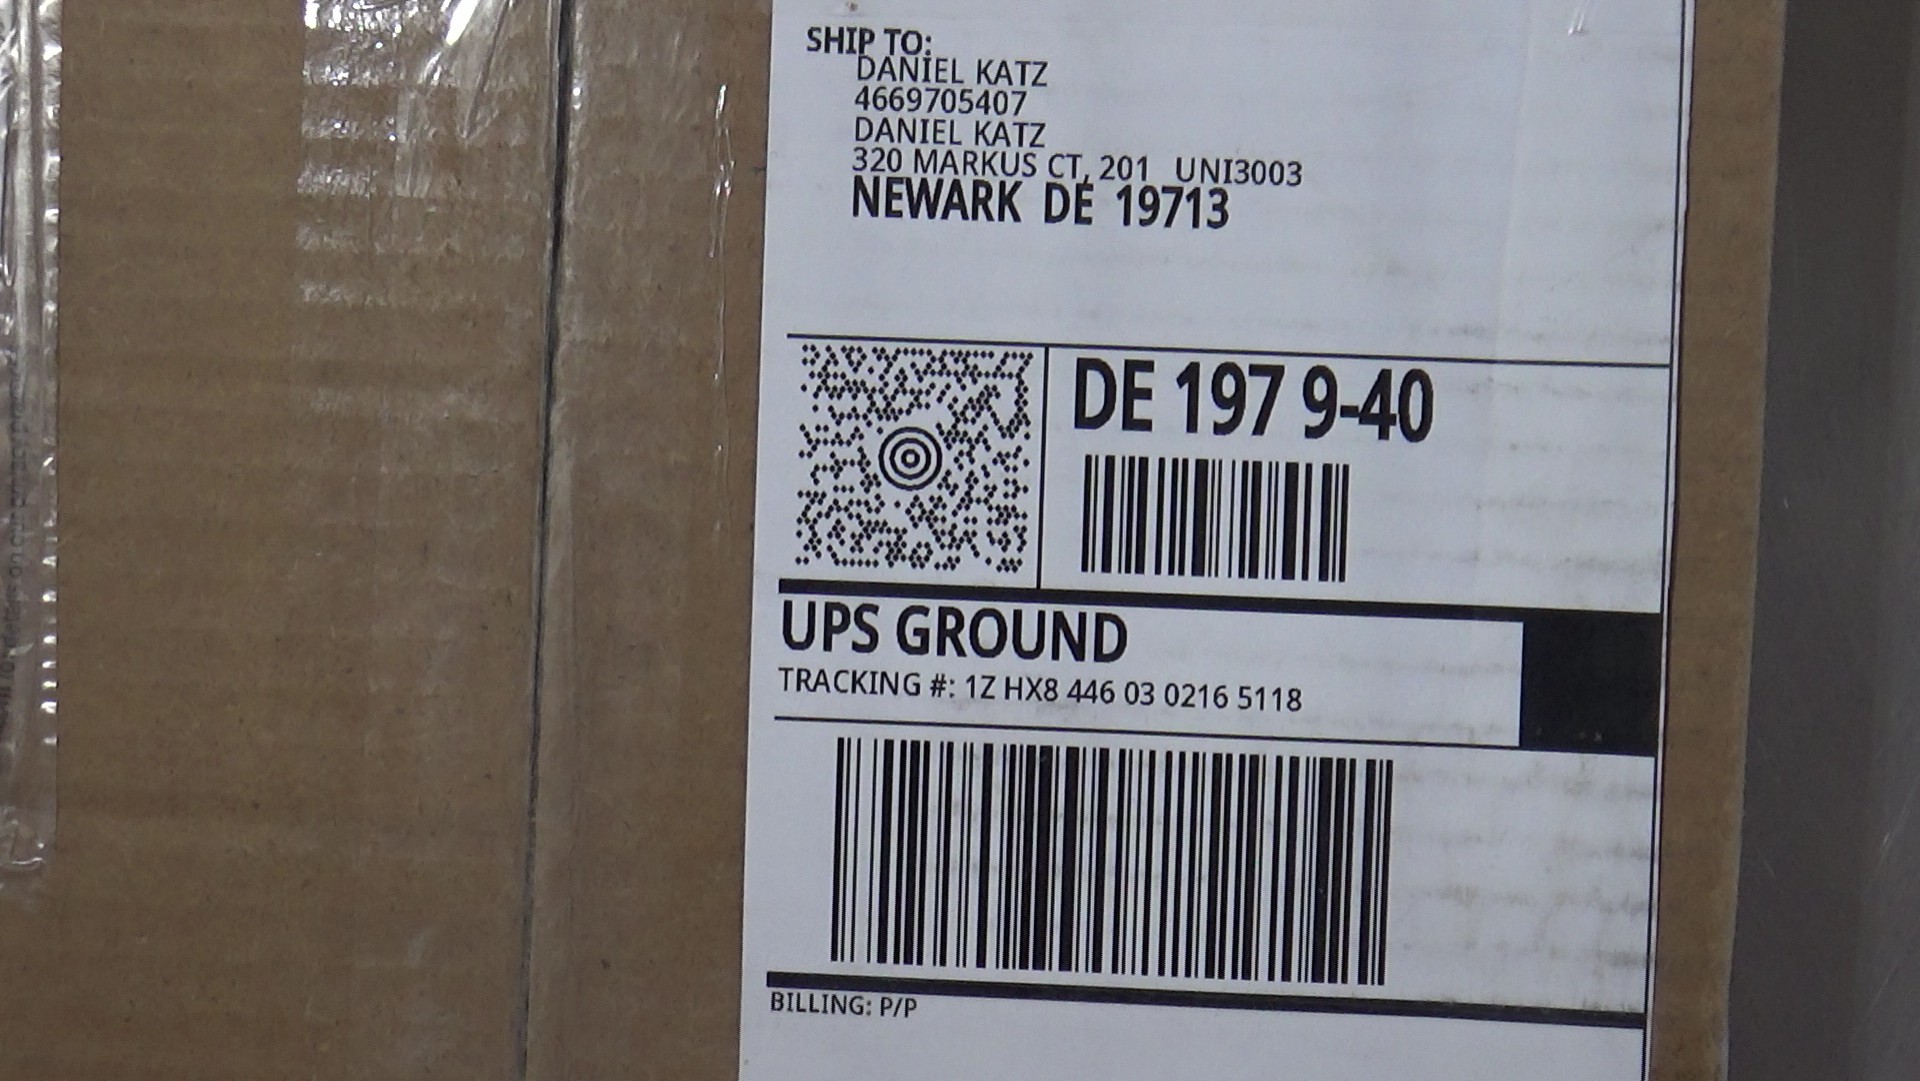 SHIP TO:
DANIEL KATZ
4669705407
DANIEL KATZ
320 MARKUS CT, 201 UNI3003
NEWARK DE 19713
DE 197 9-40
UPS GROUND
TRACKING #: 1Z HX8 446 03 0216 5118
BILLING: P/P